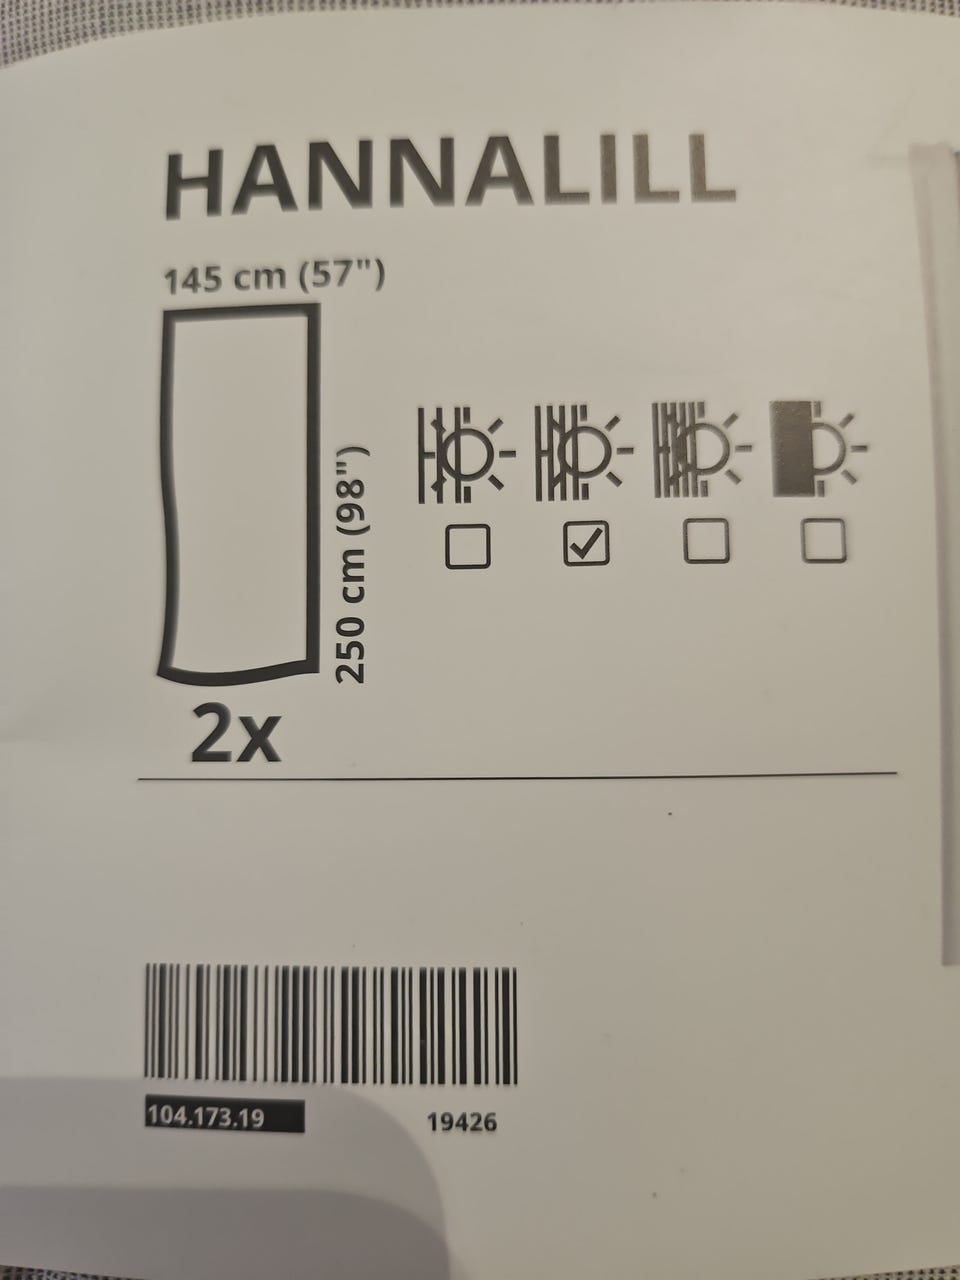 HANNALILL
145 cm (57")
250 cm (98")
2x
104.173.19
19426